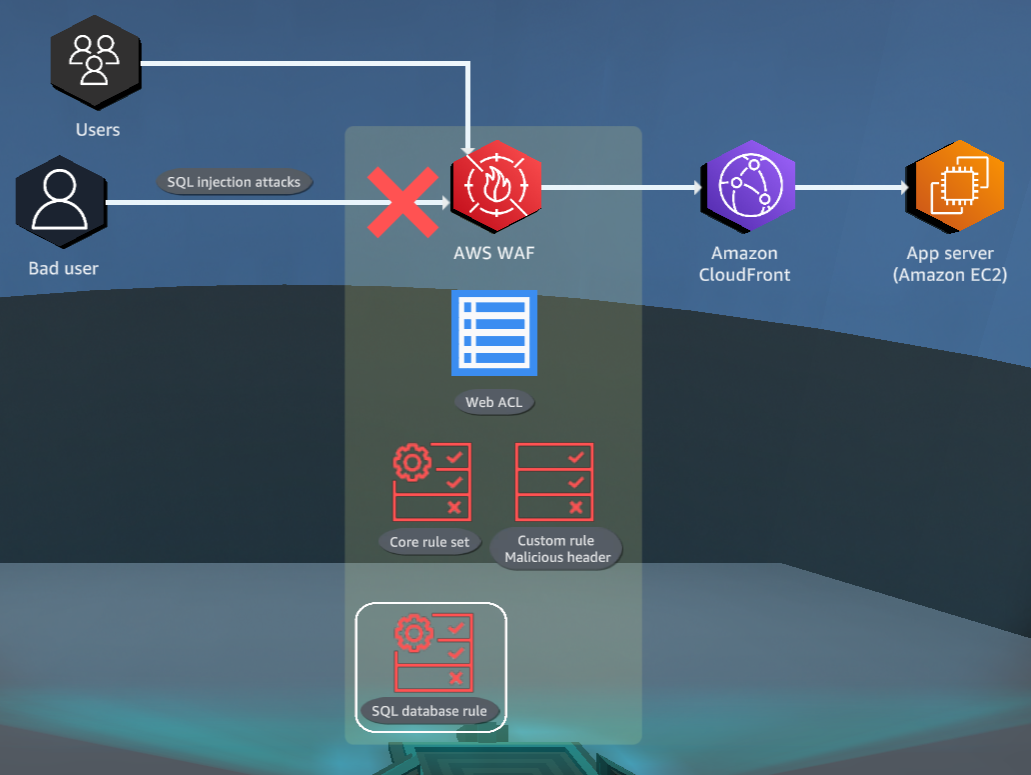 Users
SQL injection attacks
Bad user
AWS WAF
Amazon
CloudFront
App server
(Amazon EC2)
Web ACL
Core rule set
Custom rule
Malicious header
SQL database rule